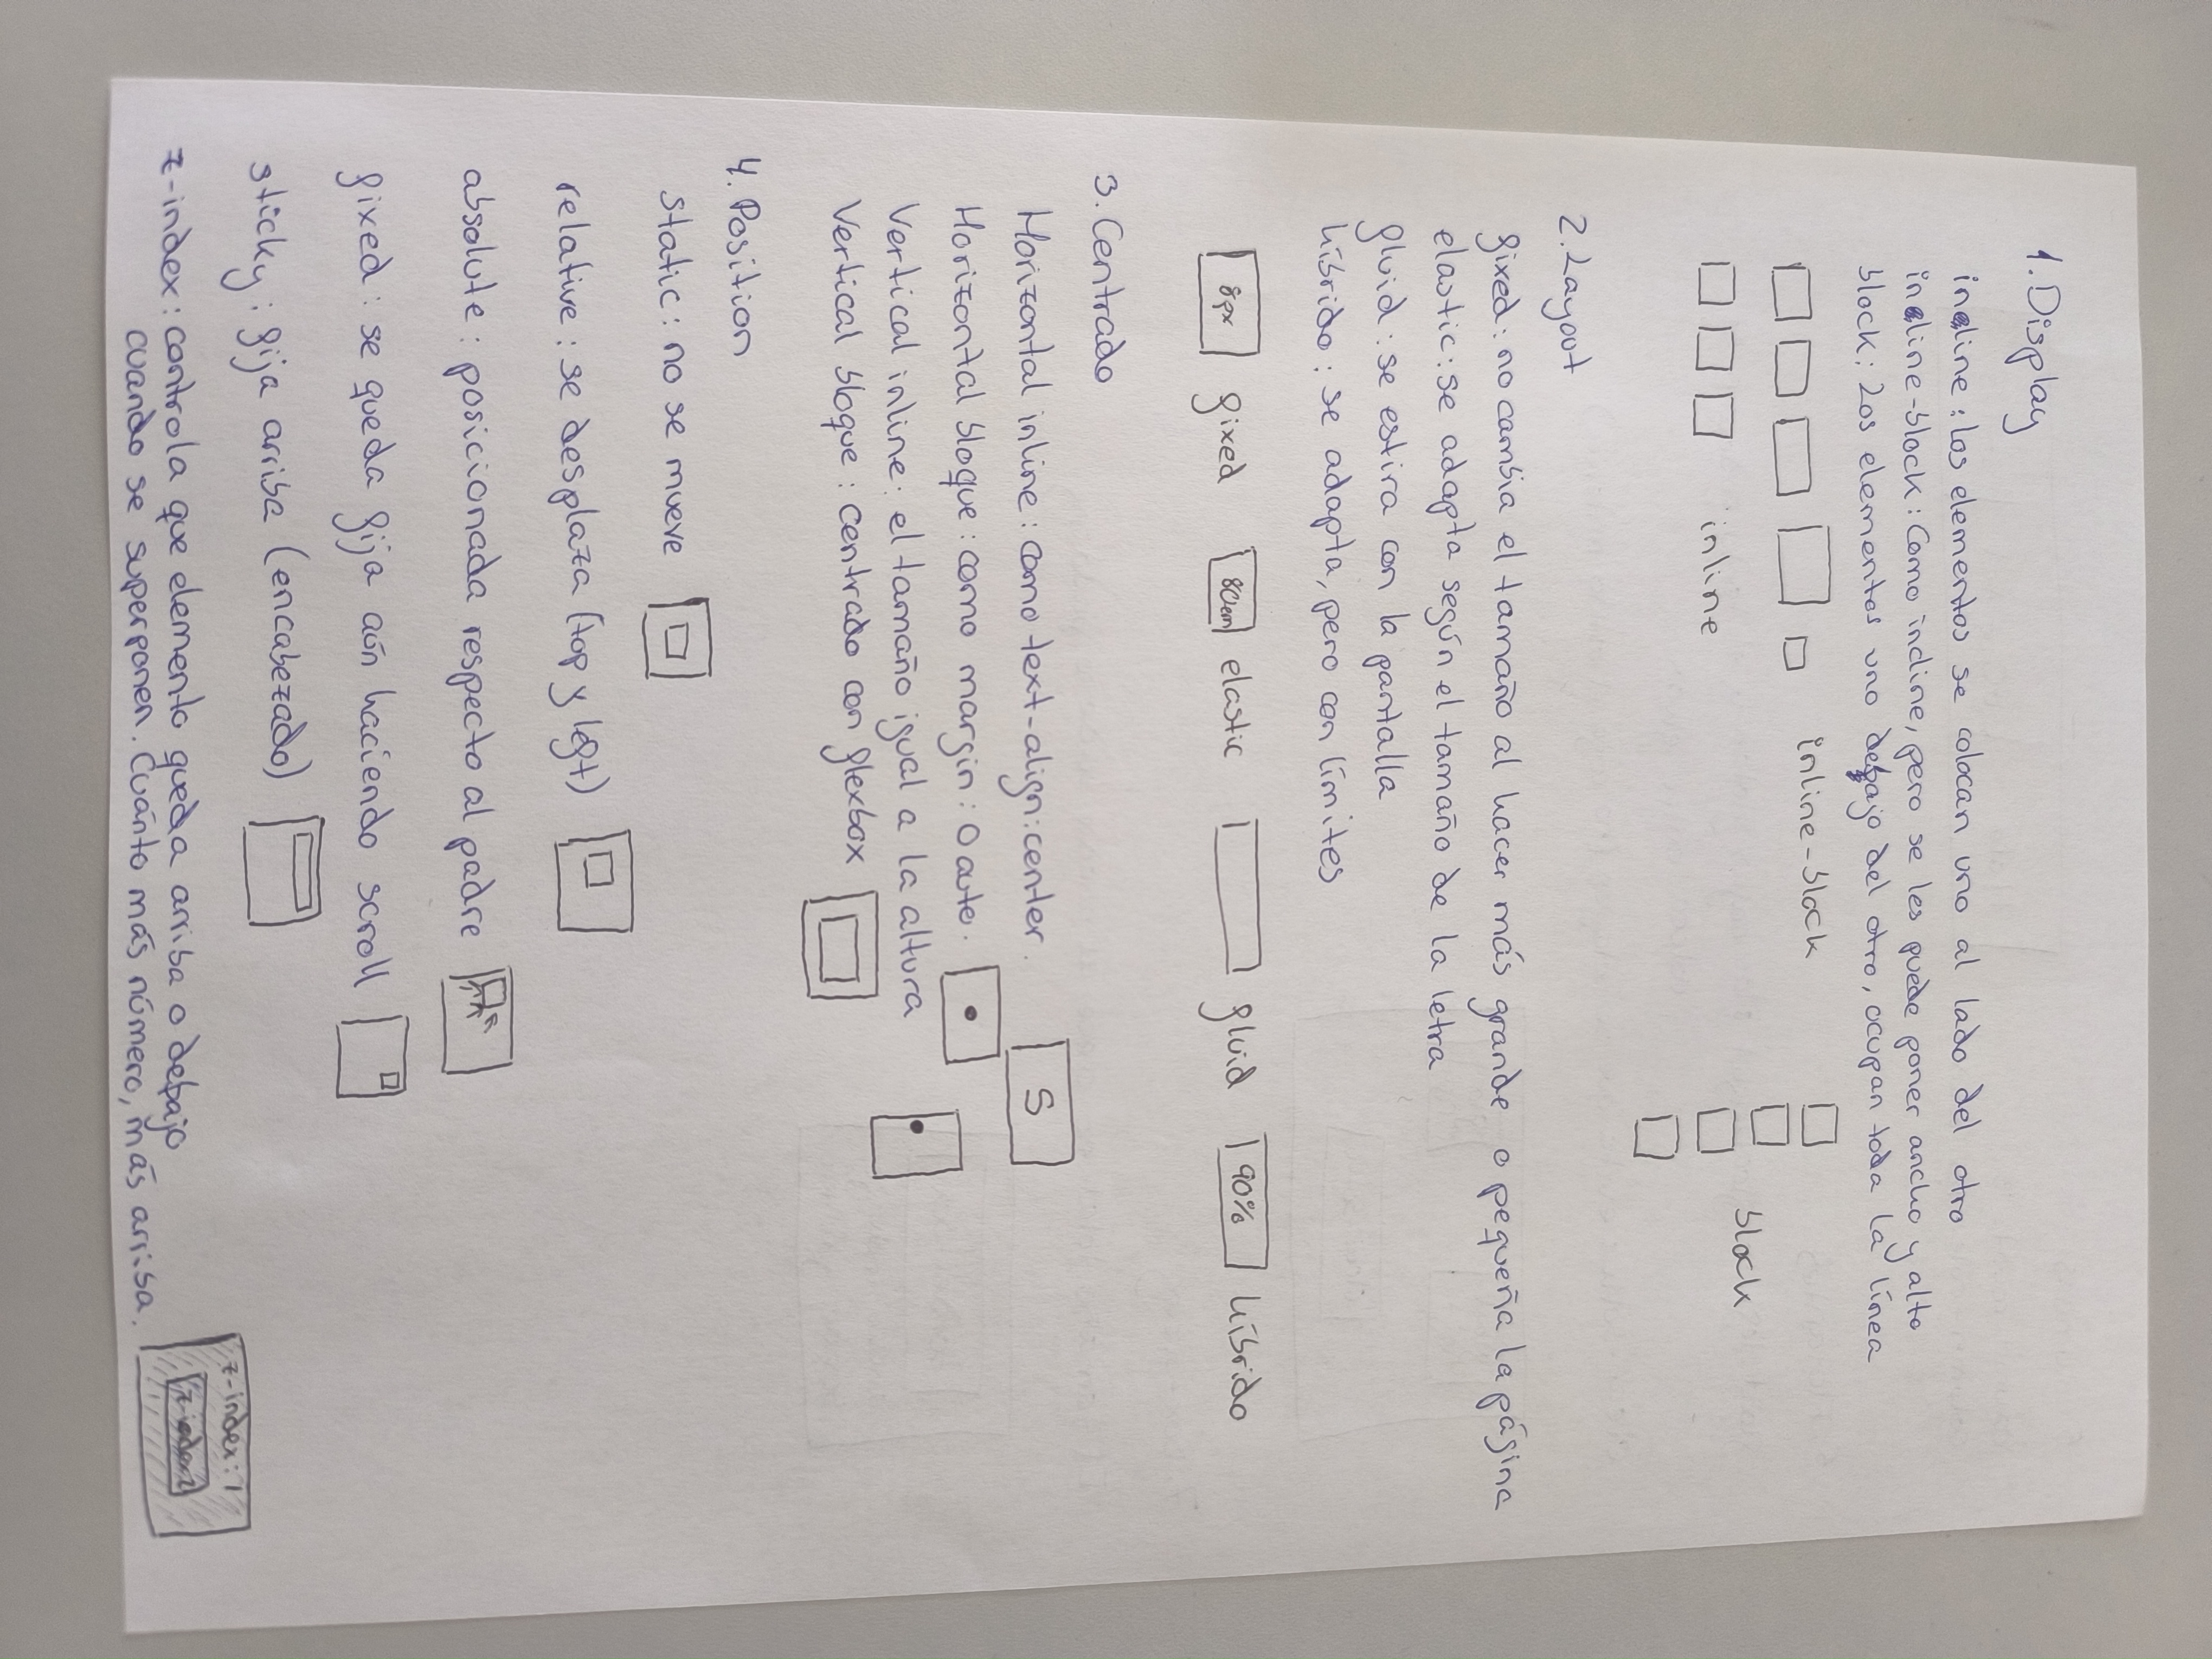 1. Display
inline: los elementos se colocan uno al lado del otro
inline-block: Como indine, pero se les puede poner ancho y alto
block: Los elementos uno debajo del otro, ocupan toda la línea
inline-block
inline
block
2. Layout
fixed: no cambia el tamaño al hacer más grande o pequeña la página
elastic: se adapta según el tamaño de la letra
fluid: se estira con la pantalla
híbrido: se adapta, pero con límites
8px fixed 80em elastic fluid 90% híbrido
3. Centrado
Horizontal inline: como text-align: center. S
Horizontal bloque: como margin: 0 auto.
Vertical inline: el tamaño igual a la altura
Vertical bloque: centrado con flexbox
4. Position
static: no se mueve
relative: se desplaza (top y left)
absolute: posicionada respecto al padre
fixed: se queda fija aún haciendo scroll
sticky: fija arriba (encabezado)
z-index: controla que elemento queda arriba o debajo
cuando se superponen. Cuánto más número, más arriba.
z-index: 1